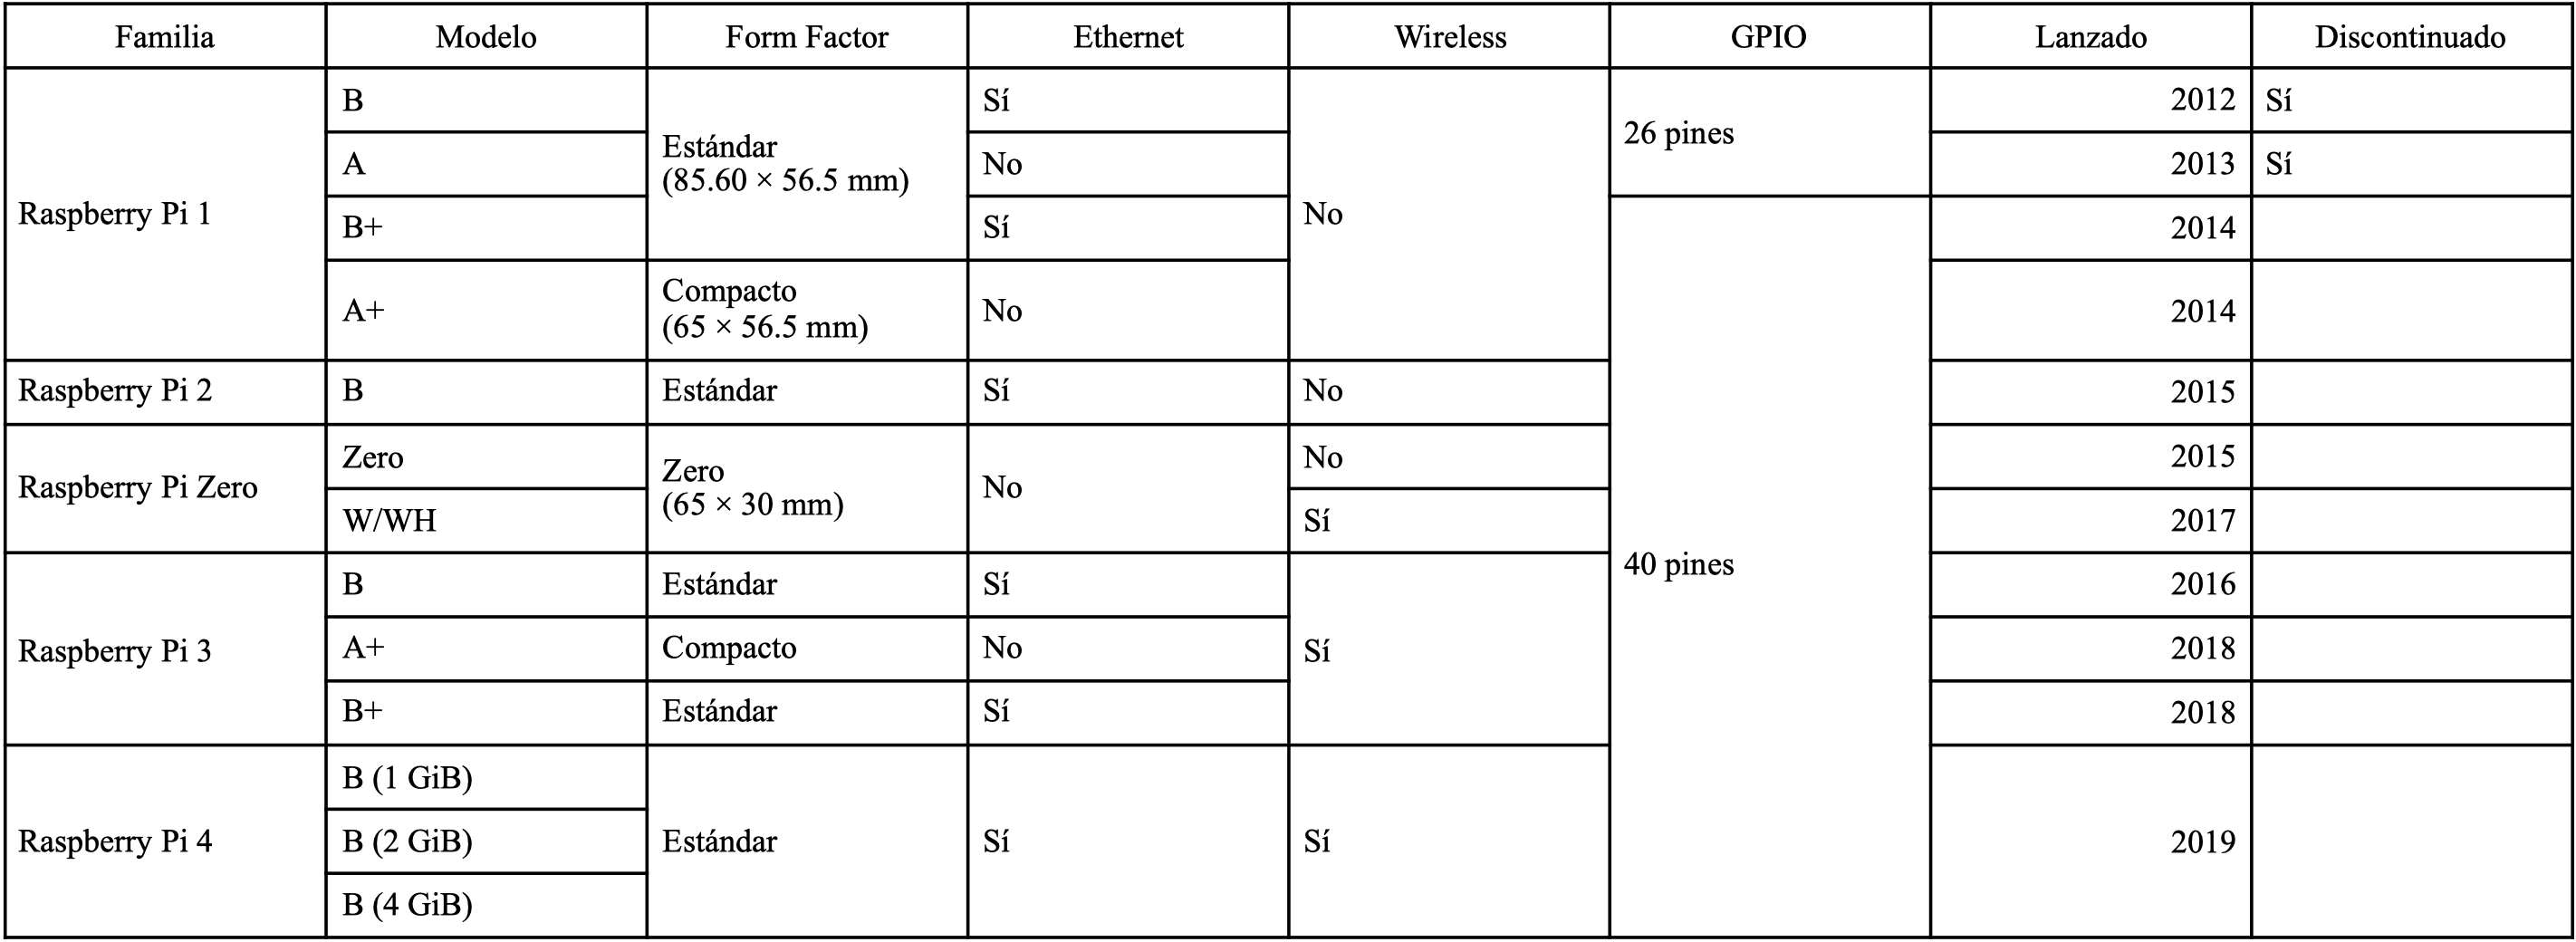 Familia Modelo Form Factor Ethernet Wireless GPIO Lanzado Discontinuado
Raspberry Pi 1 B Estándar Sí No 26 pines 2012 Sí
(85.60 × 56.5 mm)
A No 2013 Sí
B+ Sí 40 pines 2014
A+ Compacto No 2014
(65 × 56.5 mm)
Raspberry Pi 2 B Estándar Sí No 2015
Raspberry Pi Zero Zero Zero No No 2015
(65 × 30 mm)
W/WH Sí 2017
Raspberry Pi 3 B Estándar Sí Sí 2016
A+ Compacto No 2018
B+ Estándar Sí 2018
Raspberry Pi 4 B (1 GiB) Estándar Sí Sí 2019
B (2 GiB)
B (4 GiB)